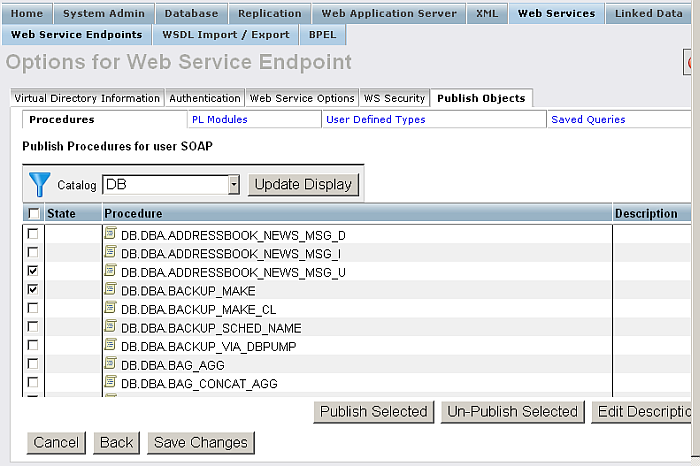 Home System Admin Database Replication Web Application Server XML Web Services Linked Data
Web Service Endpoints WSDL Import / Export BPEL
Options for Web Service Endpoint
Virtual Directory Information Authentication Web Service Options WS Security Publish Objects
Procedures PL Modules User Defined Types Saved Queries
Publish Procedures for user SOAP
Catalog DB Update Display
State Procedure Description
DB.DBA.ADDRESSBOOK_NEWS_MSG_D
DB.DBA.ADDRESSBOOK_NEWS_MSG_I
DB.DBA.ADDRESSBOOK_NEWS_MSG_U
DB.DBA.BACKUP_MAKE
DB.DBA.BACKUP_MAKE_CL
DB.DBA.BACKUP_SCHED_NAME
DB.DBA.BACKUP_VIA_DBPUMP
DB.DBA.BAG_AGG
DB.DBA.BAG_CONCAT_AGG
Publish Selected Un-Publish Selected Edit Descriptio
Cancel Back Save Changes